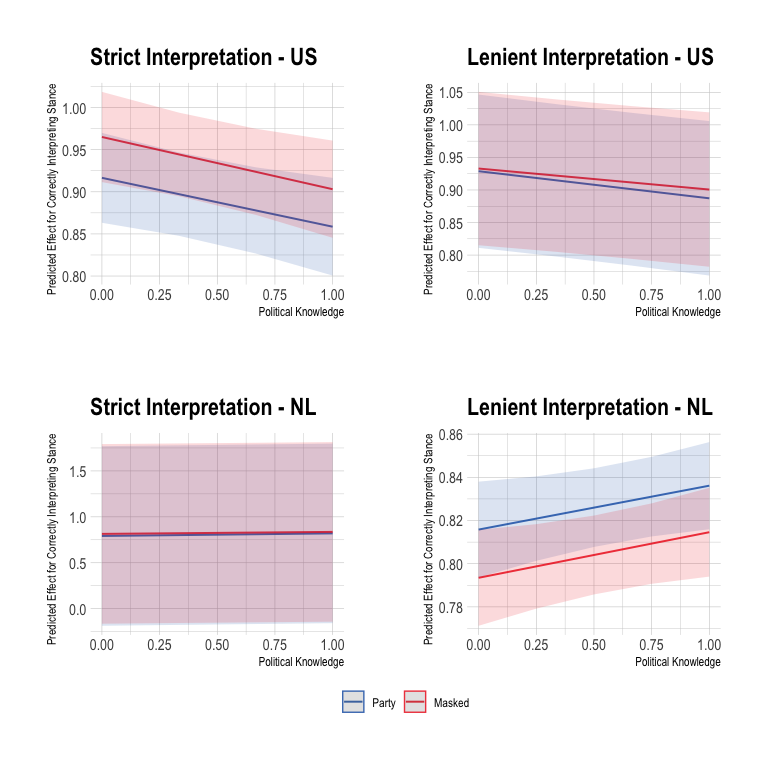 Strict Interpretation - US
Predicted Effect for Correctly Interpreting Stance
1.00
0.95
0.90
0.85
0.80
0.00 0.25 0.50 0.75 1.00
Political Knowledge
Lenient Interpretation - US
Predicted Effect for Correctly Interpreting Stance
1.05
1.00
0.95
0.90
0.85
0.80
0.00 0.25 0.50 0.75 1.00
Political Knowledge
Strict Interpretation - NL
Predicted Effect for Correctly Interpreting Stance
1.5
1.0
0.5
0.0
0.00 0.25 0.50 0.75 1.00
Political Knowledge
Lenient Interpretation - NL
Predicted Effect for Correctly Interpreting Stance
0.86
0.84
0.82
0.80
0.78
0.00 0.25 0.50 0.75 1.00
Political Knowledge
Party Masked